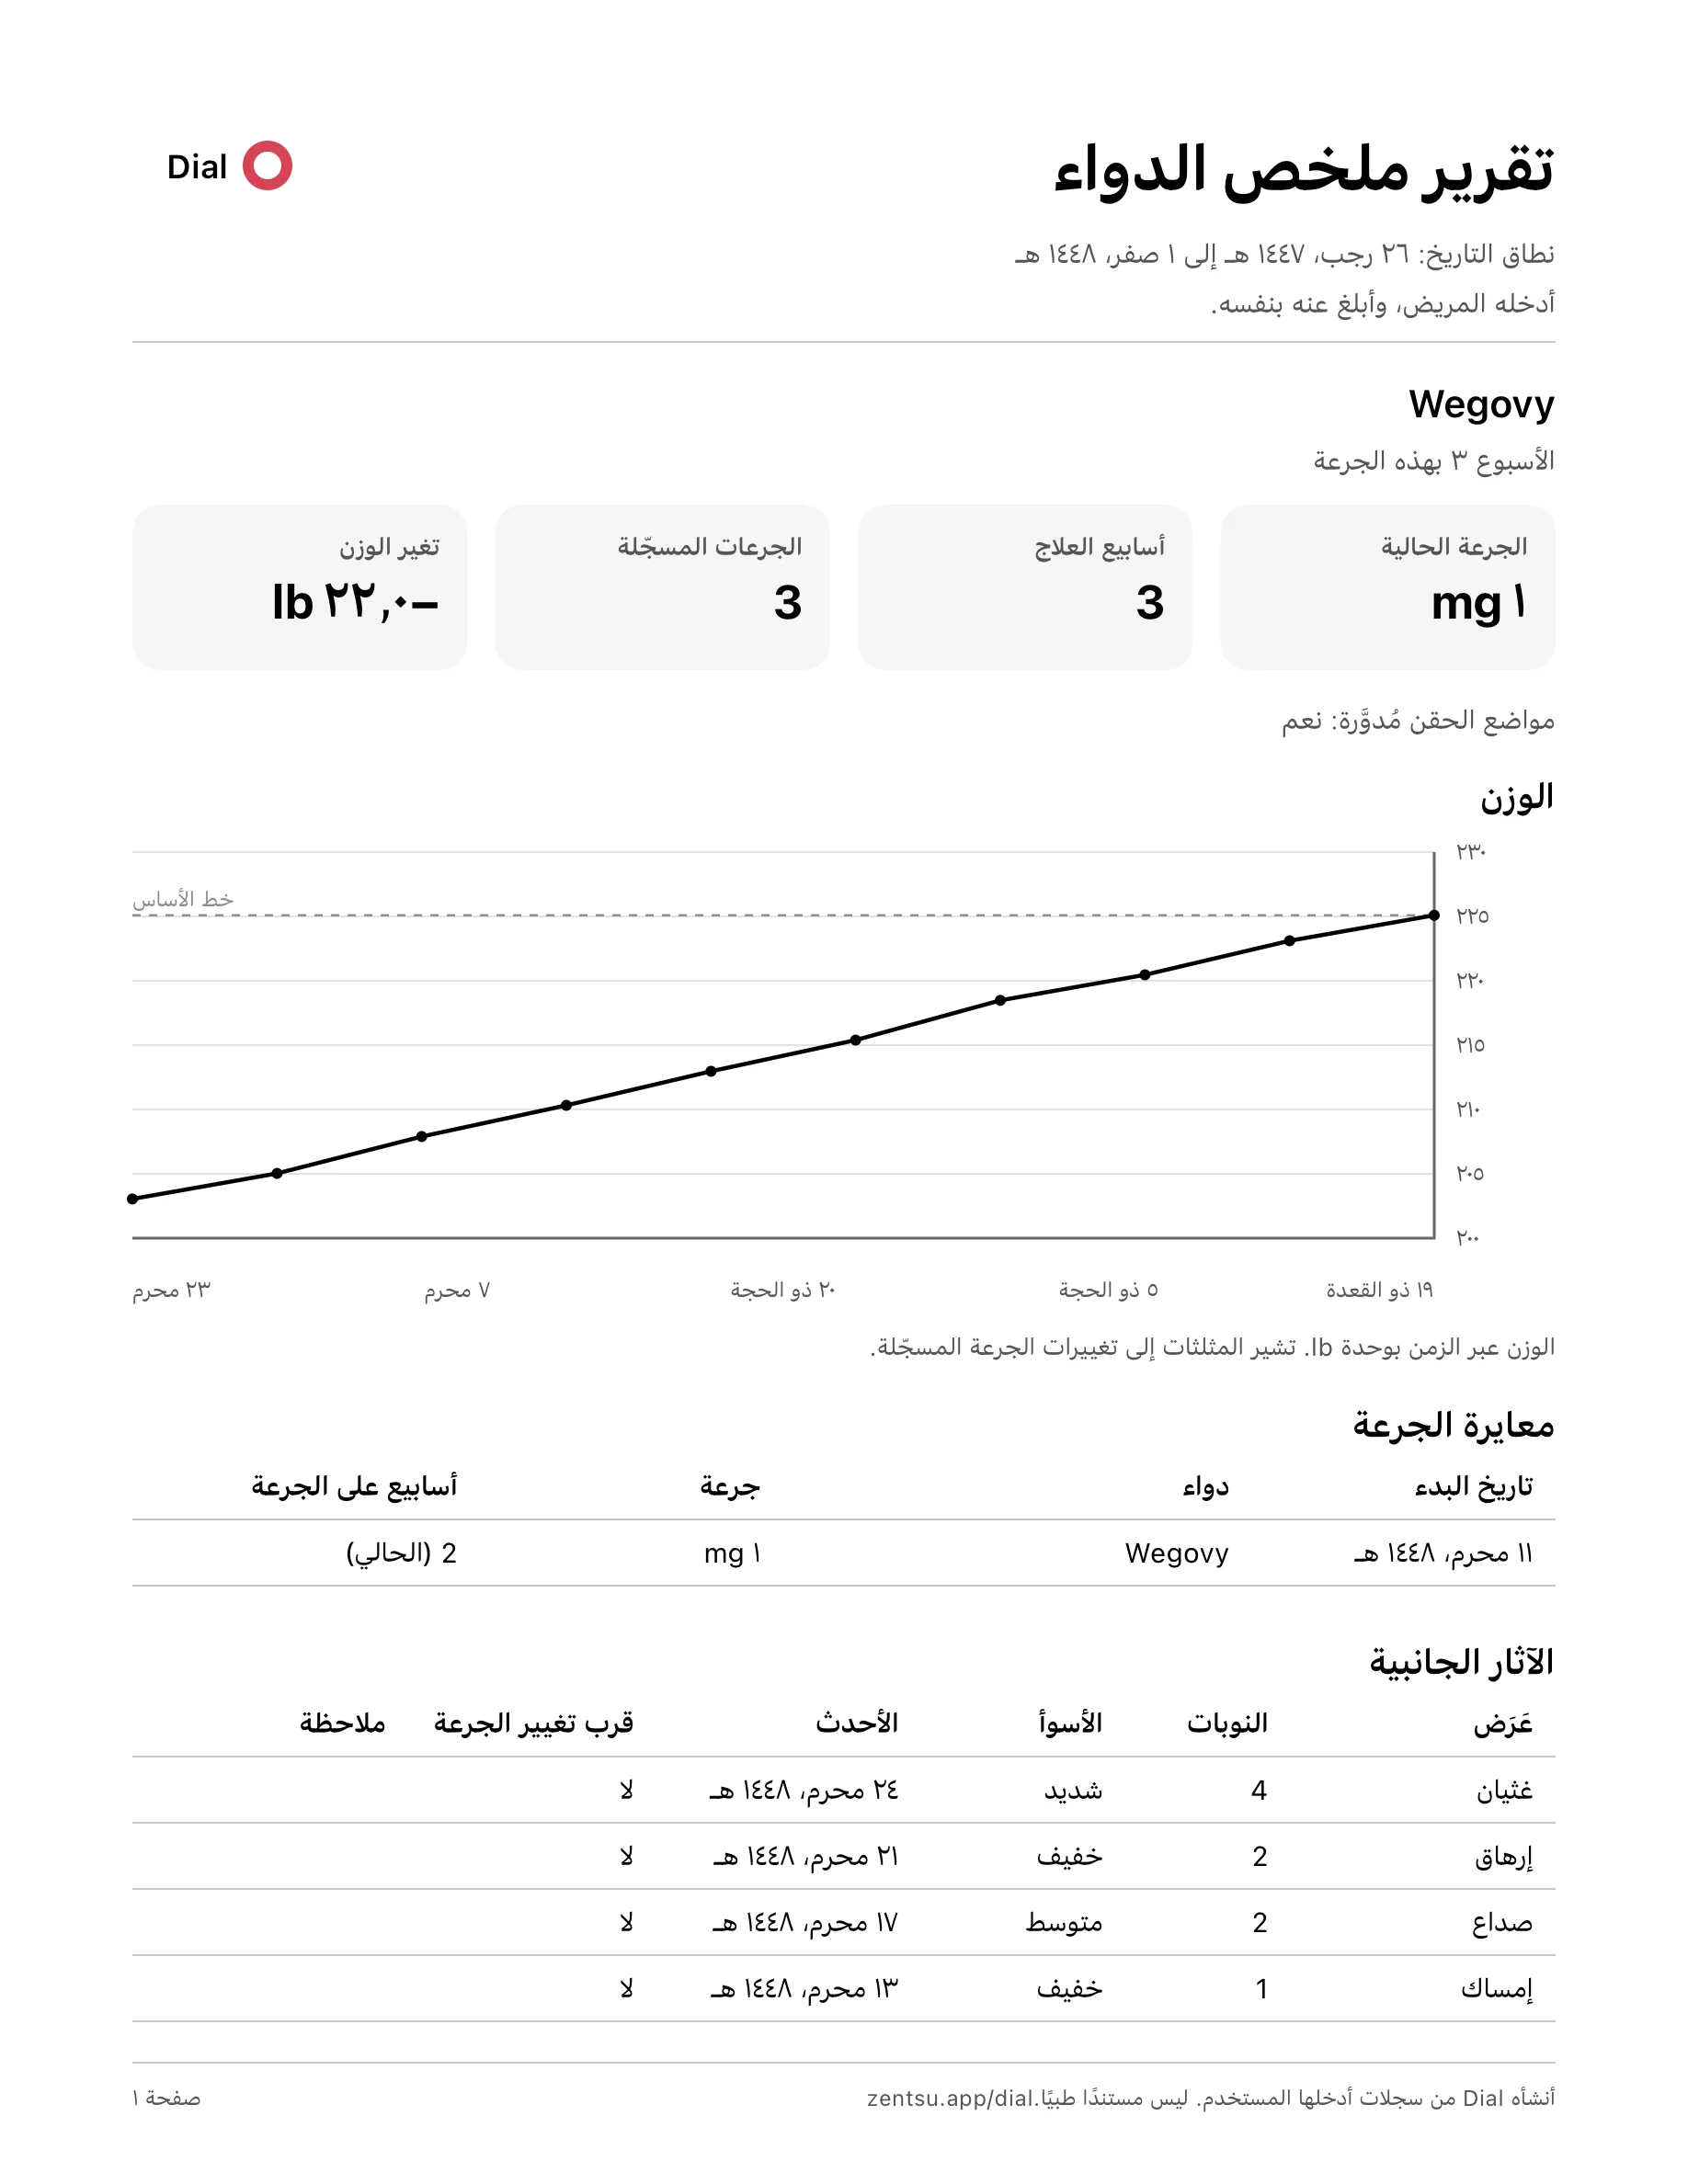 تقرير ملخص الدواء
Dial
نطاق التاريخ: ٢٦ رجب، ١٤٤٧ هـ إلى ١ صفر، ١٤٤٨ هـ
أدخله المريض، وأبلغ عنه بنفسه.
Wegovy
الأسبوع ٣ بهذه الجرعة
الجرعة الحالية
١ mg
أسابيع العلاج
3
الجرعات المسجّلة
3
تغير الوزن
–٢٢,٠ lb
مواضع الحقن مُدوَّرة: نعم
الوزن
٢٣٠
خط الأساس
٢٢٥
٢٢٠
٢١٥
٢١٠
٢٠٥
٢٠٠
١٩ ذو القعدة ٥ ذو الحجة ٢٠ ذو الحجة ٧ محرم ٢٣ محرم
الوزن عبر الزمن بوحدة lb. تشير المثلثات إلى تغييرات الجرعة المسجّلة.
معايرة الجرعة
تاريخ البدء دواء جرعة أسابيع على الجرعة
١١ محرم، ١٤٤٨ هـ Wegovy ١ mg 2 (الحالي)
الآثار الجانبية
عَرَض النوبات الأسوأ الأحدث قرب تغيير الجرعة ملاحظة
غثيان 4 شديد ٢٤ محرم، ١٤٤٨ هـ لا
إرهاق 2 خفيف ٢١ محرم، ١٤٤٨ هـ لا
صداع 2 متوسط ١٧ محرم، ١٤٤٨ هـ لا
إمساك 1 خفيف ١٣ محرم، ١٤٤٨ هـ لا
أنشأه Dial من سجلات أدخلها المستخدم. ليس مستندًا طبيًا.zentsu.app/dial
صفحة ١